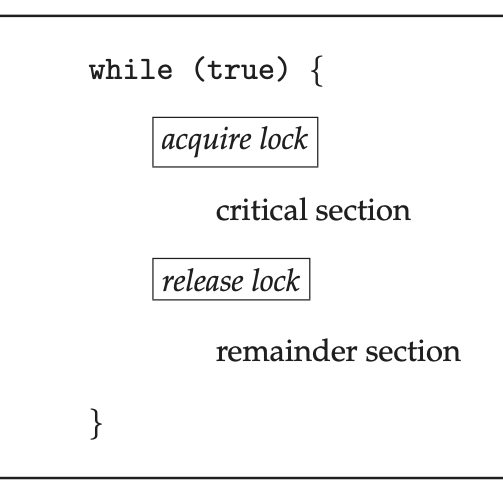 while (true) {
acquire lock
critical section
release lock
remainder section
}